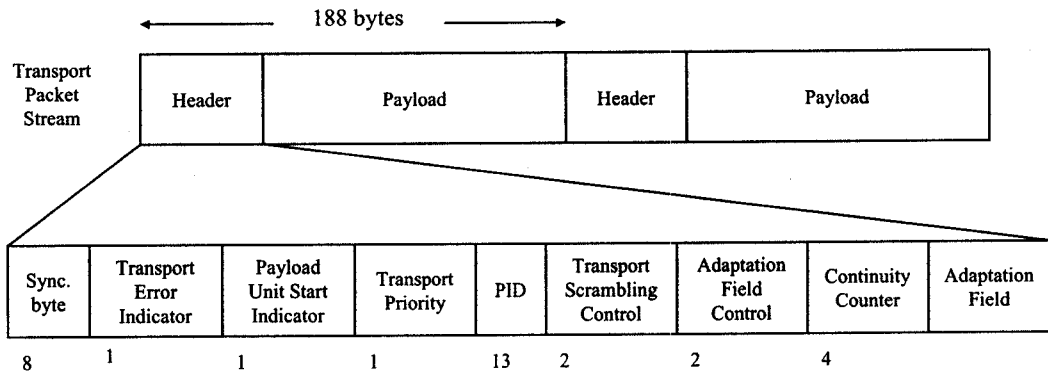 188 bytes
Transport
Packet
Stream
Header
Payload
Header
Payload
Sync.
byte
Transport
Error
Indicator
Payload
Unit Start
Indicator
Transport
Priority
PID
Transport
Scrambling
Control
Adaptation
Field
Control
Continuity
Counter
Adaptation
Field
8
1
1
1
13
2
2
4